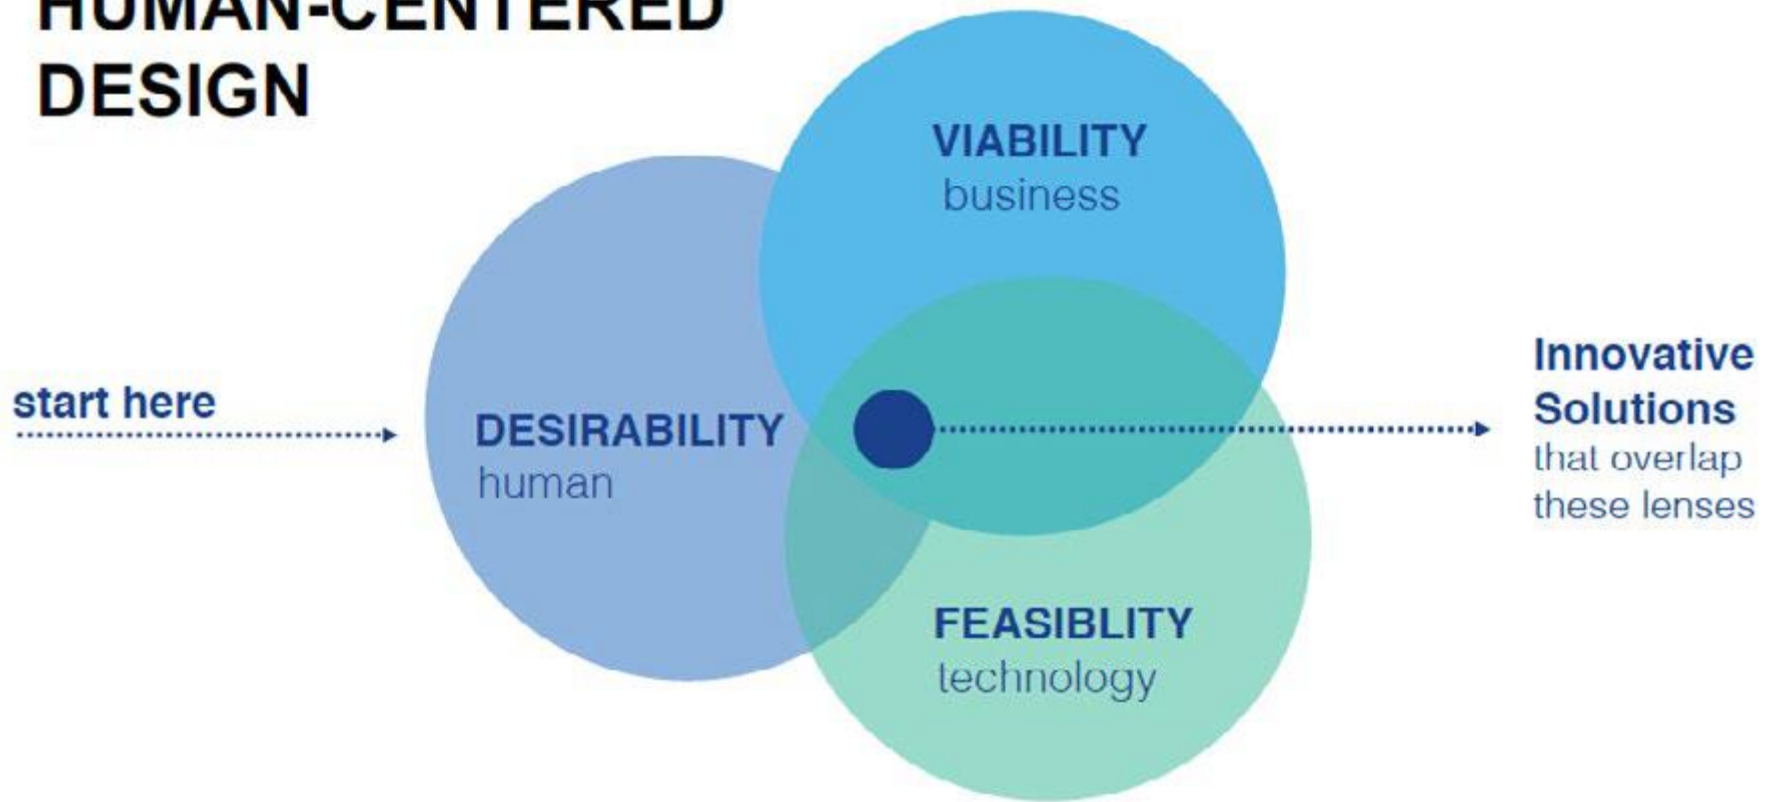 HUMAN-CENTERED
DESIGN
VIABILITY
business
start here
DESIRABILITY
human
Innovative
Solutions
that overlap
these lenses
FEASIBLITY
technology